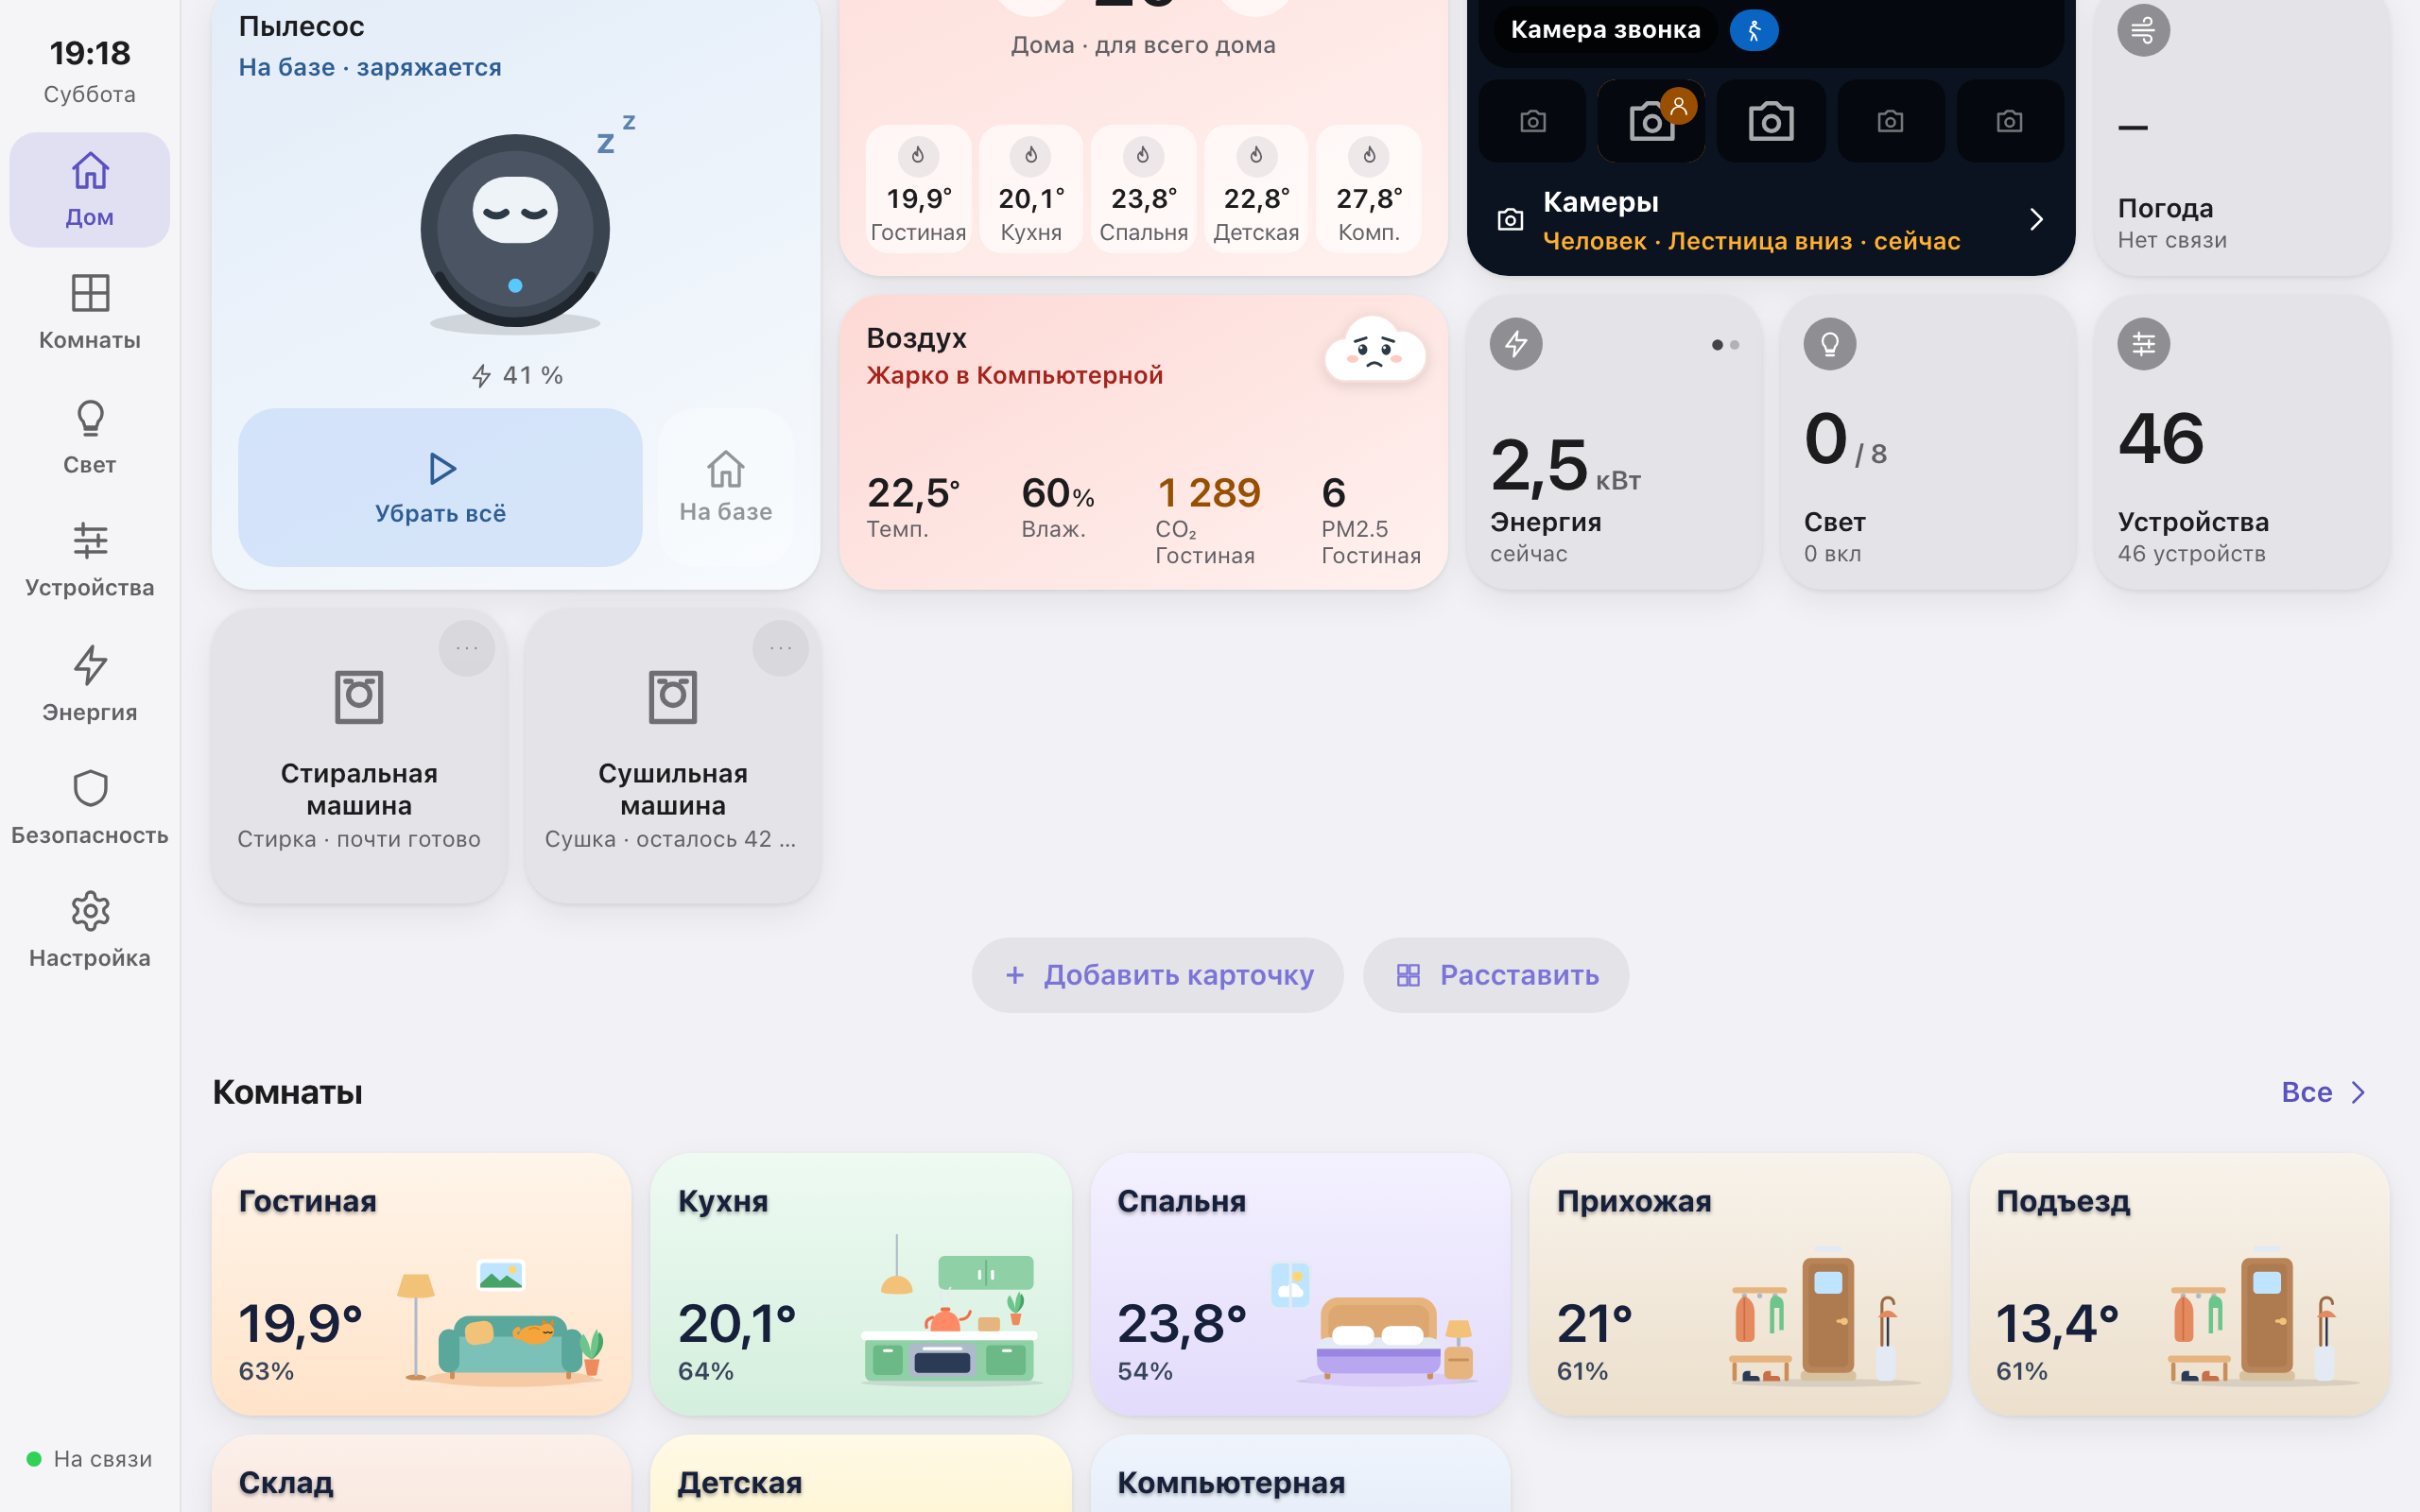 19:18
Суббота
Дом
Комнаты
Свет
Устройства
Энергия
Безопасность
Настройка
На связи
Пылесос
На базе · заряжается
z z
41 %
Убрать всё
На базе
Дома · для всего дома
19,9°
Гостиная
20,1°
Кухня
23,8°
Спальня
22,8°
Детская
27,8°
Комп.
Камера звонка
Камеры
Человек · Лестница вниз · сейчас
—
Погода
Нет связи
Воздух
Жарко в Компьютерной
22,5°
Темп.
60%
Влаж.
1 289
CO₂
Гостиная
6
PM2.5
Гостиная
2,5 кВт
Энергия
сейчас
0 / 8
Свет
0 вкл
46
Устройства
46 устройств
...
Стиральная
машина
Стирка · почти готово
...
Сушильная
машина
Сушка · осталось 42 ...
+ Добавить карточку
Расставить
Комнаты
Все
Гостиная
19,9°
63%
Кухня
20,1°
64%
Спальня
23,8°
54%
Прихожая
21°
61%
Подъезд
13,4°
61%
Склад
Детская
Компьютерная